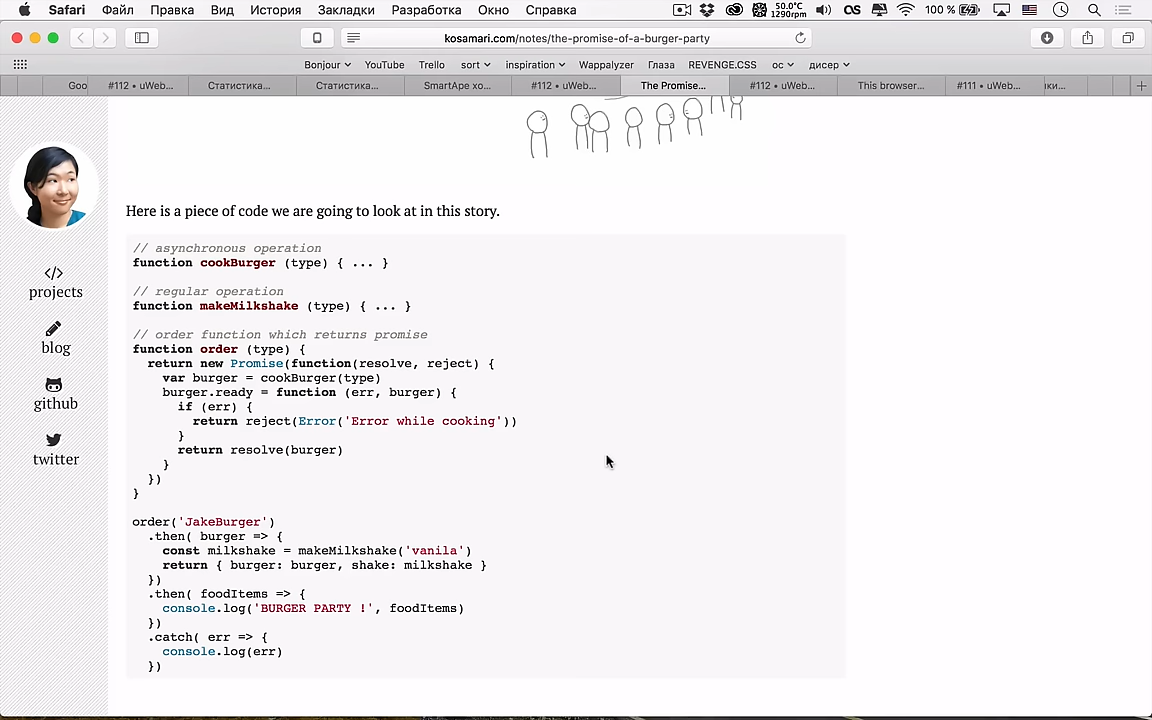 Safari Файл Правка Вид История Закладки Разработка Окно Справка 50.0°C 1290rpm 100 %
kosamari.com/notes/the-promise-of-a-burger-party
Bonjour YouTube Trello sort inspiration Wappalyzer Глаза REVENGE.CSS ос дисер
Goo #112 • uWeb... Статистика... Статистика... SmartApe хо... #112 • uWeb... The Promise... #112 • uWeb... This browser... #111 • uWeb... ки...
projects
blog
github
twitter
Here is a piece of code we are going to look at in this story.
// asynchronous operation
function cookBurger (type) { ... }
// regular operation
function makeMilkshake (type) { ... }
// order function which returns promise
function order (type) {
return new Promise(function(resolve, reject) {
var burger = cookBurger(type)
burger.ready = function (err, burger) {
if (err) {
return reject(Error('Error while cooking'))
}
return resolve(burger)
}
})
}
order('JakeBurger')
.then( burger => {
const milkshake = makeMilkshake('vanila')
return { burger: burger, shake: milkshake }
})
.then( foodItems => {
console.log('BURGER PARTY !', foodItems)
})
.catch( err => {
console.log(err)
})